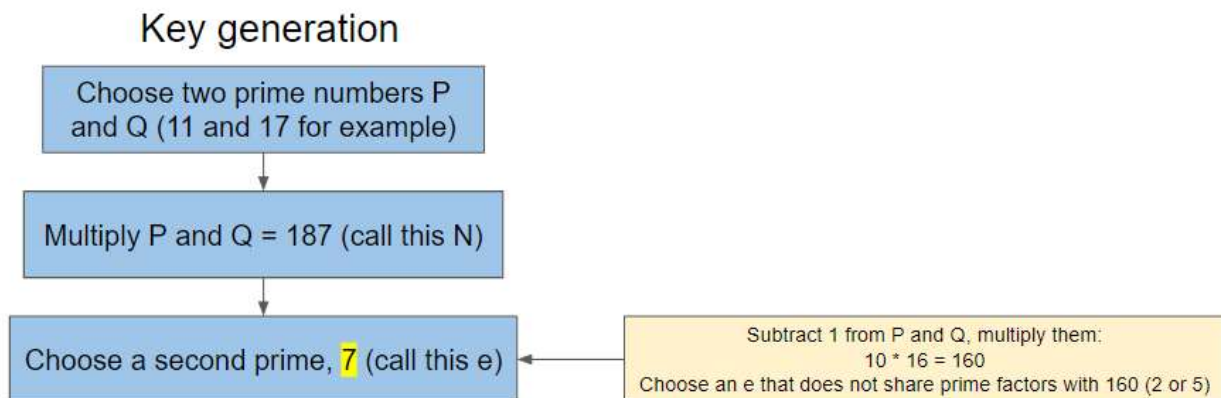 Key generation
Choose two prime numbers P
and Q (11 and 17 for example)
Multiply P and Q = 187 (call this N)
Choose a second prime, 7 (call this e)
Subtract 1 from P and Q, multiply them:
10 * 16 = 160
Choose an e that does not share prime factors with 160 (2 or 5)